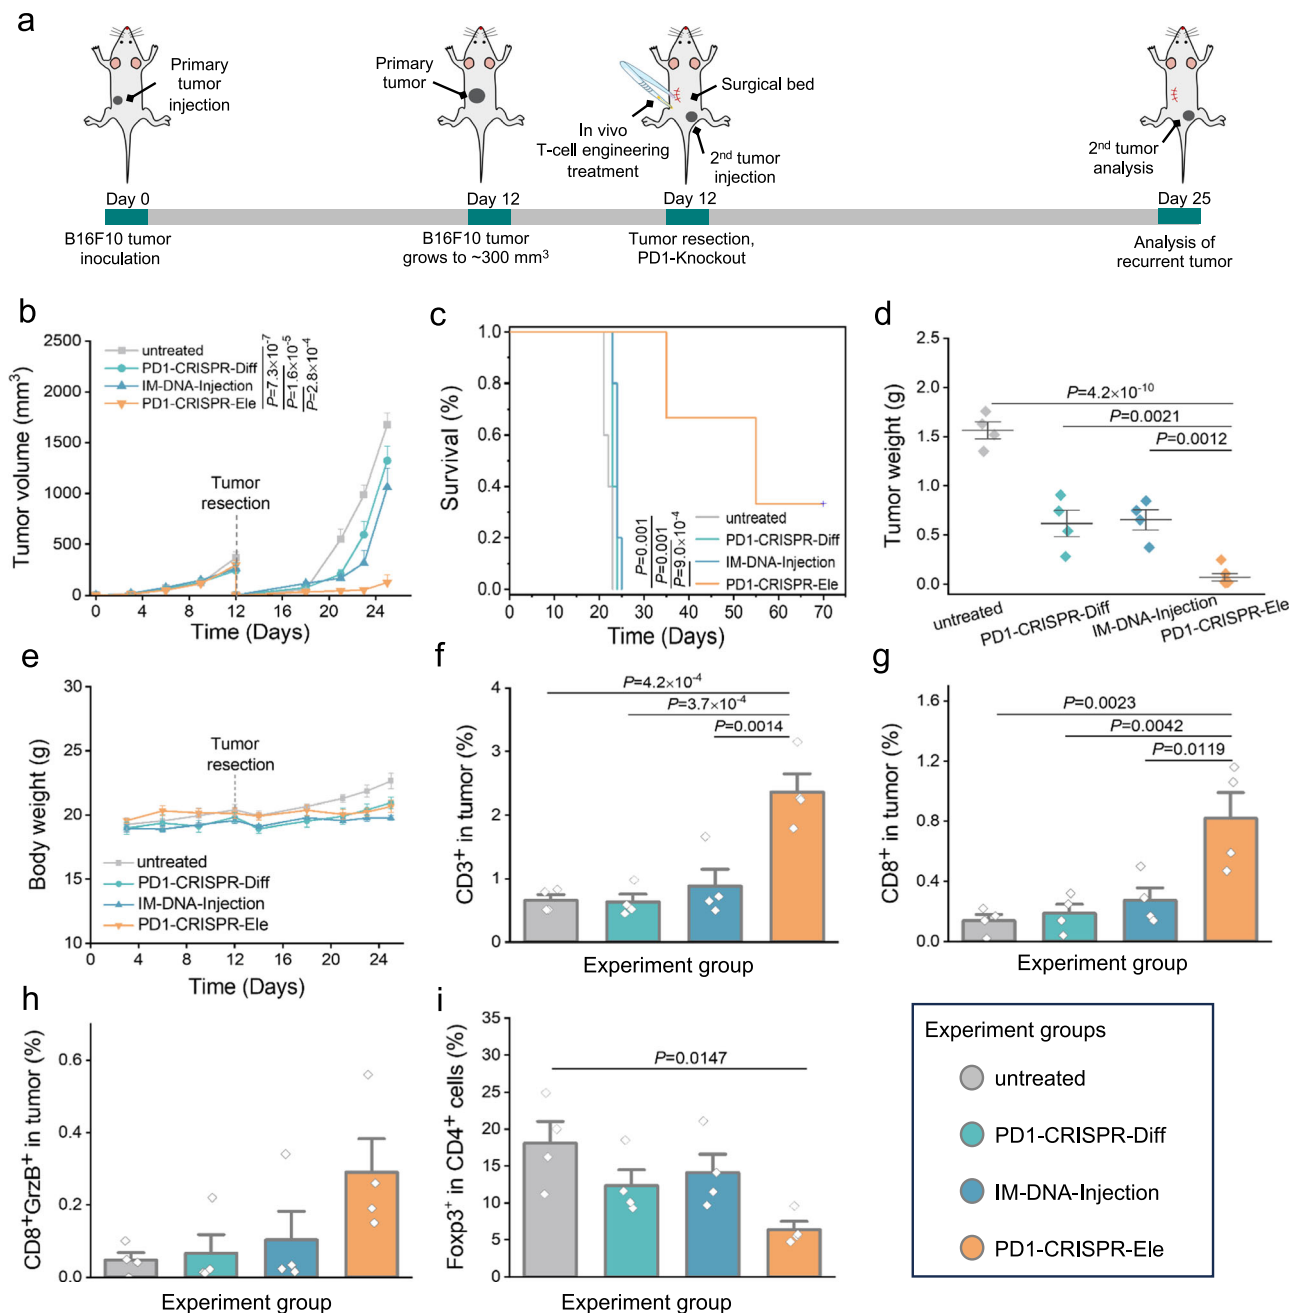 a
Primary
tumor
injection
Primary
tumor
Surgical bed
In vivo
T-cell engineering
treatment
2nd tumor
injection
2nd tumor
analysis
Day 0
Day 12
Day 12
Day 25
B16F10 tumor
inoculation
B16F10 tumor
grows to ~300 mm³
Tumor resection,
PD1-Knockout
Analysis of
recurrent tumor
b
Tumor volume (mm³)
2500
2000
1500
1000
500
0
untreated
PD1-CRISPR-Diff
IM-DNA-Injection
PD1-CRISPR-Ele
P=7.3×10⁻⁷
P=1.6×10⁻⁵
P=2.8×10⁻⁴
Tumor
resection
0 4 8 12 16 20 24
Time (Days)
c
Survival (%)
1.0
0.8
0.6
0.4
0.2
0.0
P=0.001
P=0.001
P=9.0×10⁻⁴
untreated
PD1-CRISPR-Diff
IM-DNA-Injection
PD1-CRISPR-Ele
0 10 20 30 40 50 60 70
Time (Days)
d
Tumor weight (g)
2.5
2.0
1.5
1.0
0.5
0.0
P=4.2×10⁻¹⁰
P=0.0021
P=0.0012
untreated
PD1-CRISPR-Diff
IM-DNA-Injection
PD1-CRISPR-Ele
e
Body weight (g)
30
25
20
15
10
Tumor
resection
untreated
PD1-CRISPR-Diff
IM-DNA-Injection
PD1-CRISPR-Ele
0 4 8 12 16 20 24
Time (Days)
f
CD3⁺ in tumor (%)
4
3
2
1
0
P=4.2×10⁻⁴
P=3.7×10⁻⁴
P=0.0014
Experiment group
g
CD8⁺ in tumor (%)
1.6
1.2
0.8
0.4
0.0
P=0.0023
P=0.0042
P=0.0119
Experiment group
h
CD8⁺GrzB⁺ in tumor (%)
0.6
0.4
0.2
0.0
Experiment group
i
Foxp3⁺ in CD4⁺ cells (%)
35
30
25
20
15
10
5
0
P=0.0147
Experiment group
Experiment groups
untreated
PD1-CRISPR-Diff
IM-DNA-Injection
PD1-CRISPR-Ele